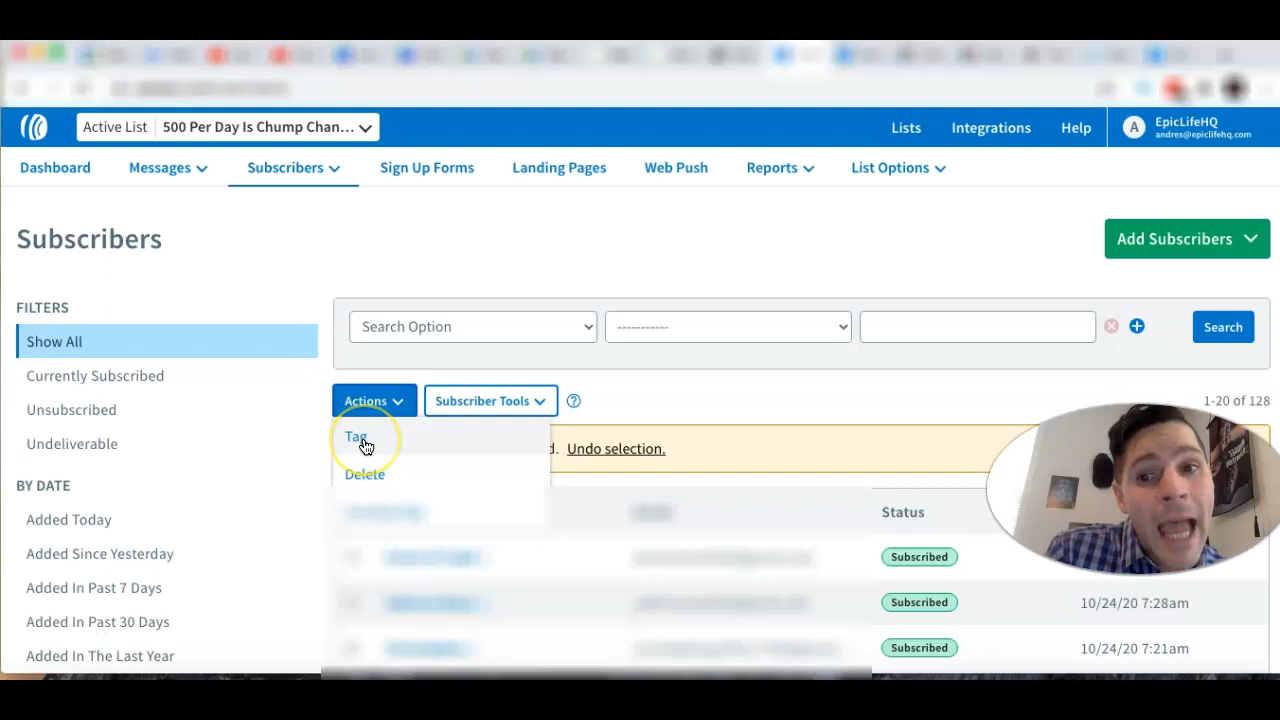 Active List 500 Per Day Is Chump Chan...
Lists Integrations Help A EpicLifeHQ
andres@epiclifehq.com
Dashboard Messages Subscribers Sign Up Forms Landing Pages Web Push Reports List Options
Subscribers
Add Subscribers
FILTERS
Show All
Currently Subscribed
Unsubscribed
Undeliverable
BY DATE
Added Today
Added Since Yesterday
Added In Past 7 Days
Added In Past 30 Days
Added In The Last Year
Search Option ----------- Search
Actions Subscriber Tools ? 1-20 of 128
Tag
d. Undo selection.
Delete
Status
Subscribed
Subscribed 10/24/20 7:28am
Subscribed 10/24/20 7:21am